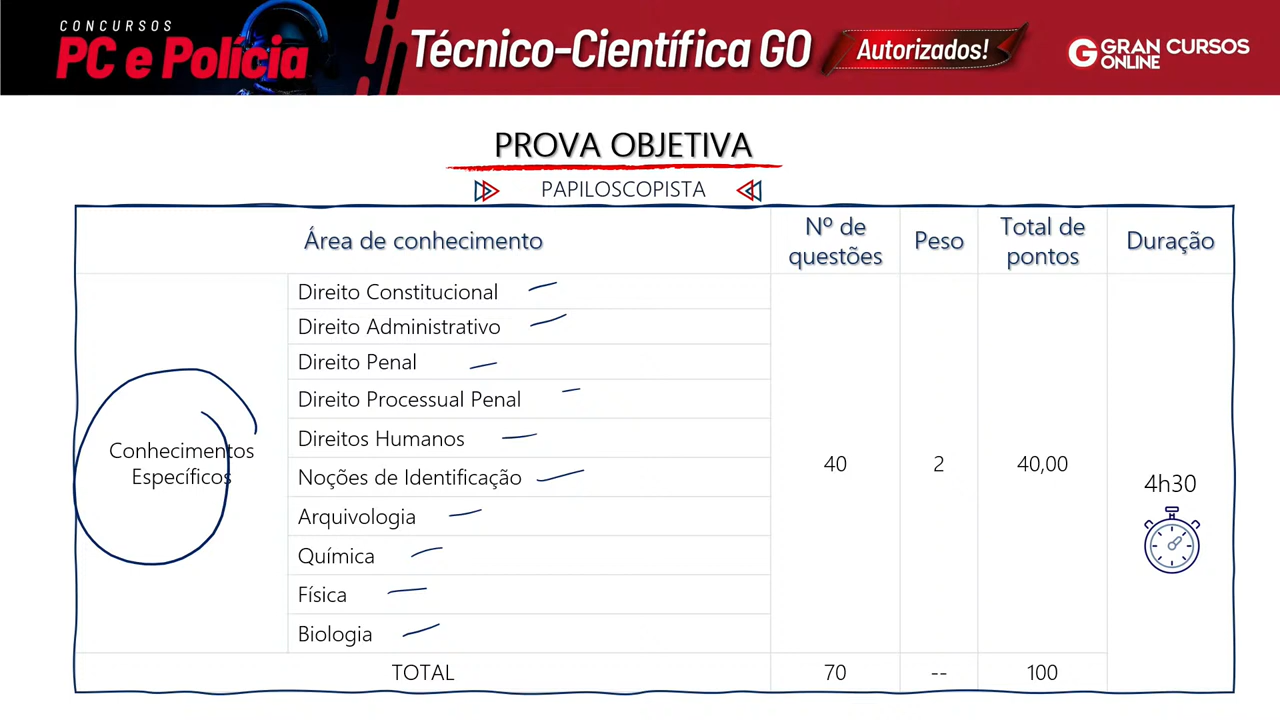 CONCURSOS
PC e Polícia
Técnico-Científica GO
Autorizados!
GRAN CURSOS
ONLINE
PROVA OBJETIVA
PAPILOSCOPISTA
Área de conhecimento
Nº de
questões
Peso
Total de
pontos
Duração
Conhecimentos
Específicos
Direito Constitucional
Direito Administrativo
Direito Penal
Direito Processual Penal
Direitos Humanos
Noções de Identificação
Arquivologia
Química
Física
Biologia
40
2
40,00
4h30
TOTAL
70
--
100